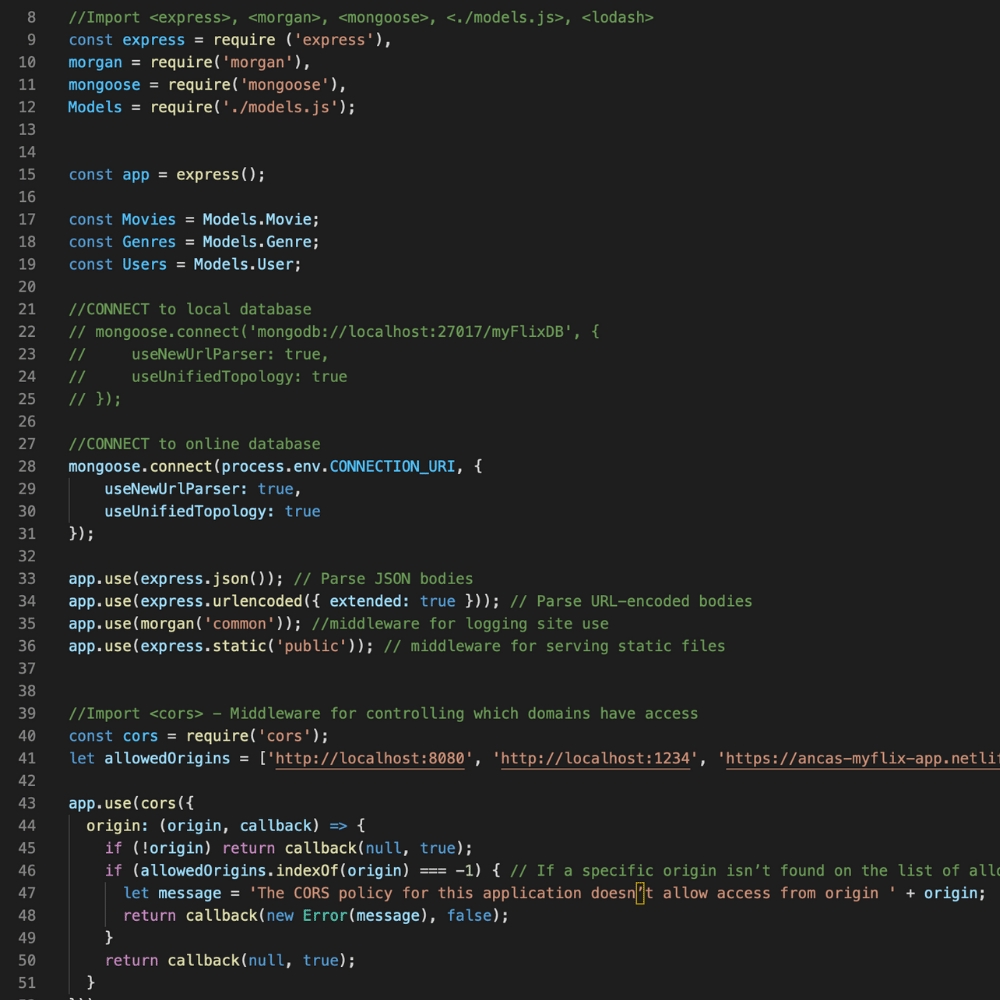 8 //Import <express>, <morgan>, <mongoose>, <./models.js>, <lodash>
9 const express = require ('express'),
10 morgan = require('morgan'),
11 mongoose = require('mongoose'),
12 Models = require('./models.js');
13
14
15 const app = express();
16
17 const Movies = Models.Movie;
18 const Genres = Models.Genre;
19 const Users = Models.User;
20
21 //CONNECT to local database
22 // mongoose.connect('mongodb://localhost:27017/myFlixDB', {
23 //     useNewUrlParser: true,
24 //     useUnifiedTopology: true
25 // });
26
27 //CONNECT to online database
28 mongoose.connect(process.env.CONNECTION_URI, {
29     useNewUrlParser: true,
30     useUnifiedTopology: true
31 });
32
33 app.use(express.json()); // Parse JSON bodies
34 app.use(express.urlencoded({ extended: true })); // Parse URL-encoded bodies
35 app.use(morgan('common')); //middleware for logging site use
36 app.use(express.static('public')); // middleware for serving static files
37
38
39 //Import <cors> - Middleware for controlling which domains have access
40 const cors = require('cors');
41 let allowedOrigins = ['http://localhost:8080', 'http://localhost:1234', 'https://ancas-myflix-app.netlif
42
43 app.use(cors({
44   origin: (origin, callback) => {
45     if (!origin) return callback(null, true);
46     if (allowedOrigins.indexOf(origin) === -1) { // If a specific origin isn’t found on the list of allo
47       let message = 'The CORS policy for this application doesn’t allow access from origin ' + origin;
48       return callback(new Error(message), false);
49     }
50     return callback(null, true);
51   }